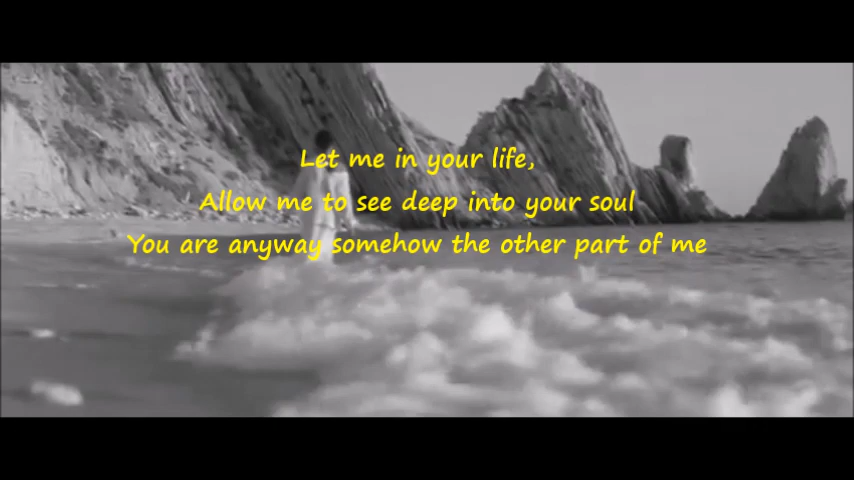 Let me in your life,
Allow me to see deep into your soul
You are anyway somehow the other part of me